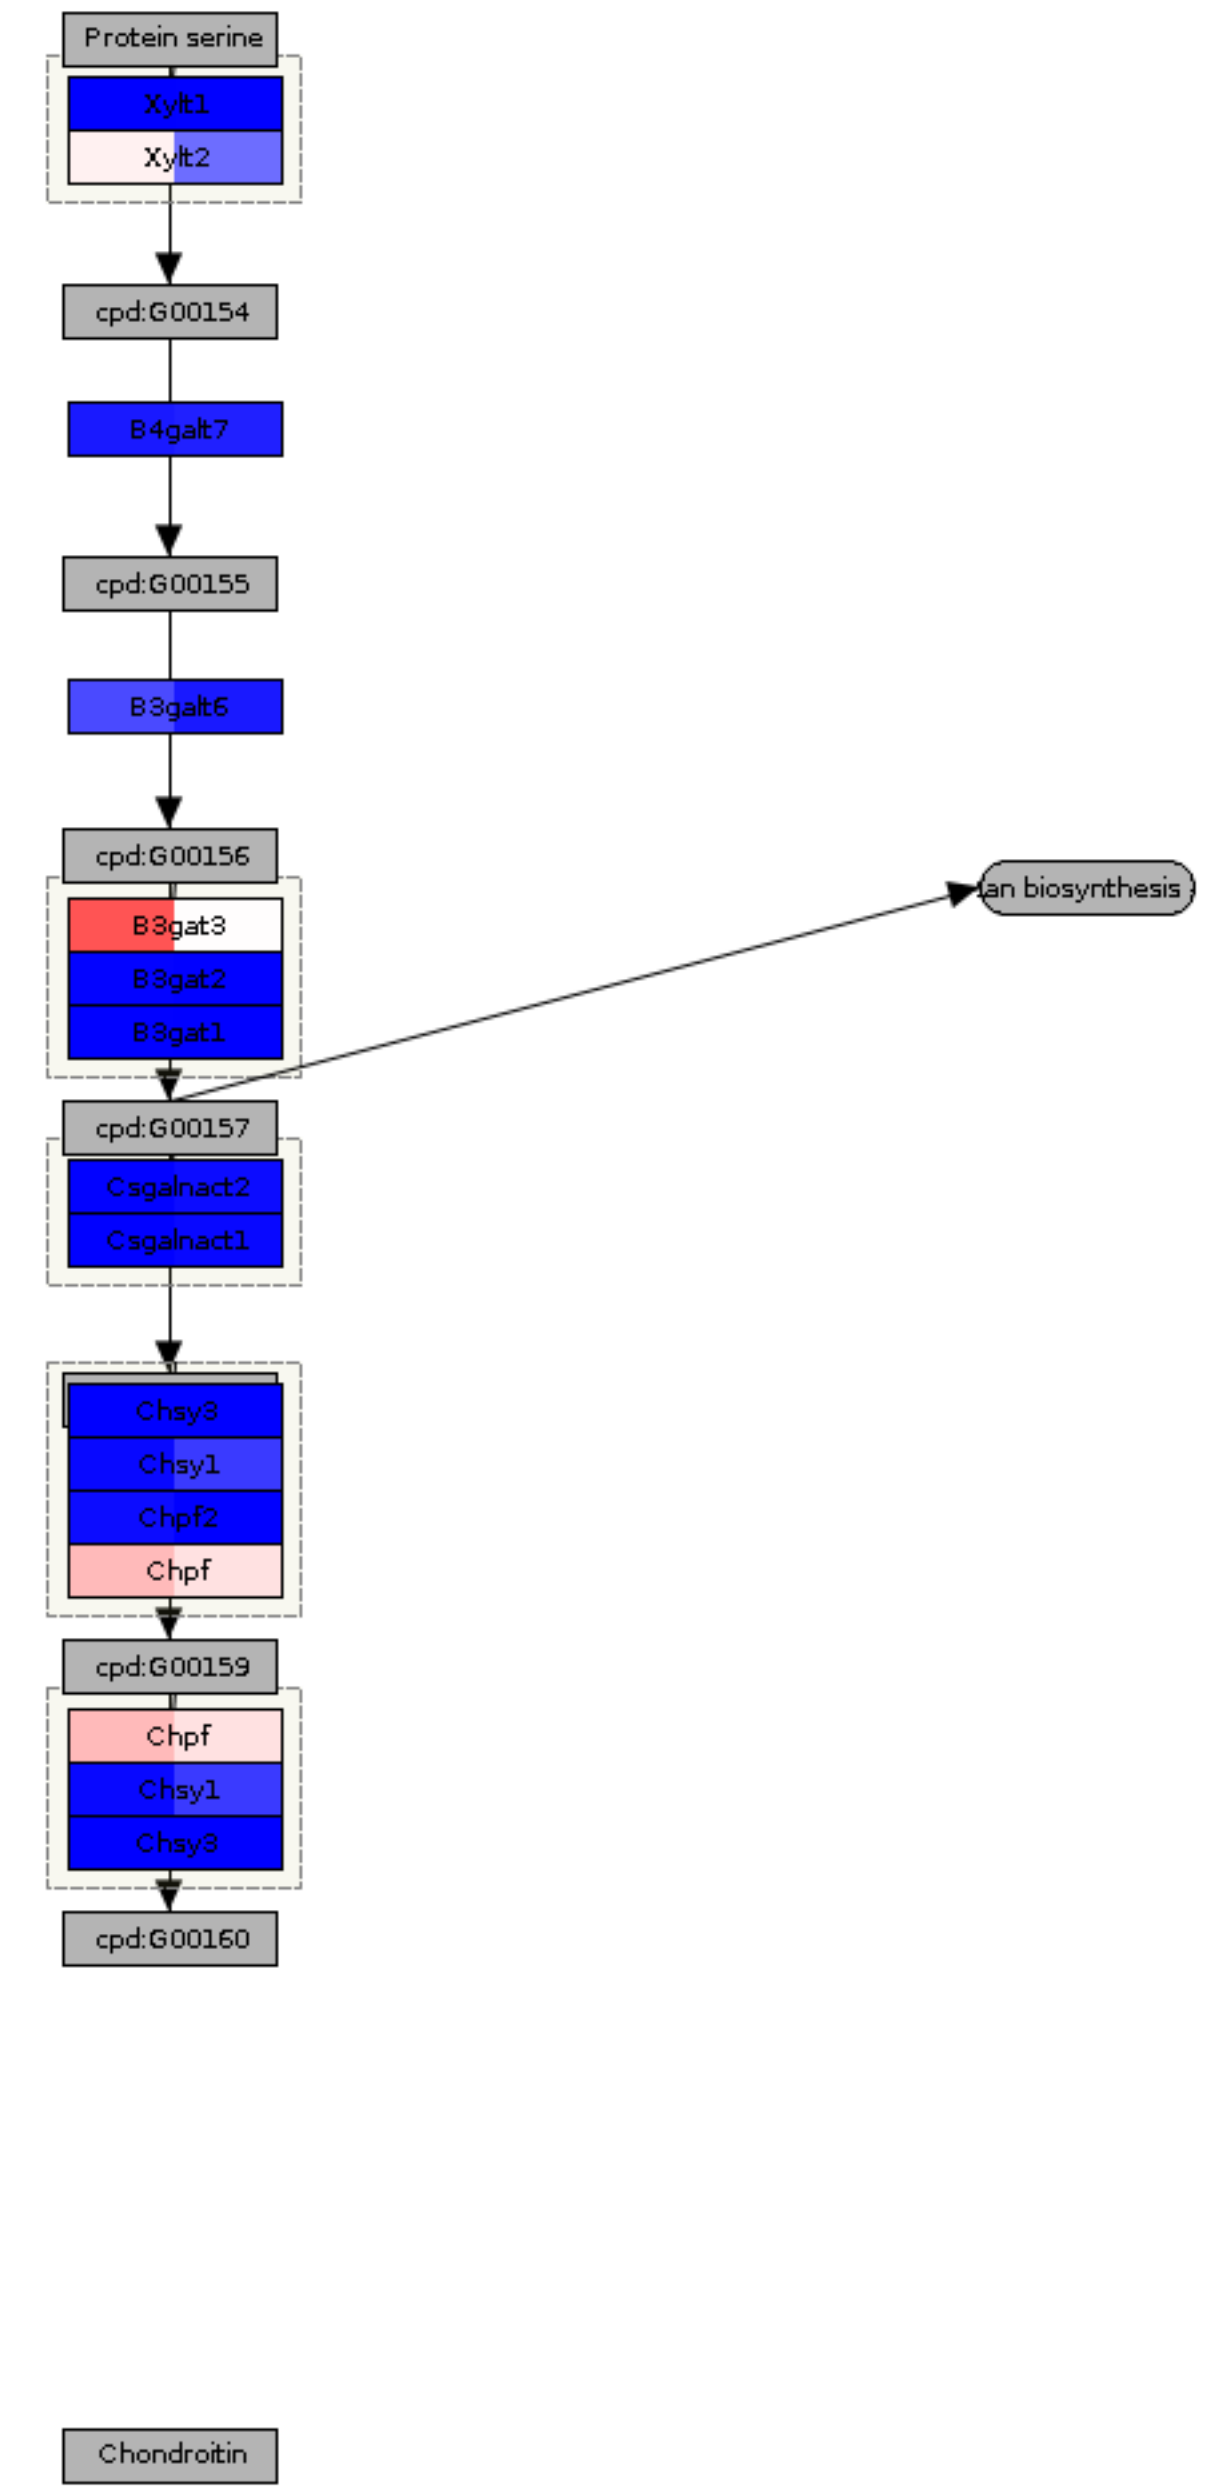 Protein serine
Xylt1
Xylt2
cpd:G00154
B4galt7
cpd:G00155
B3galt6
cpd:G00156
an biosynthesis
B3gat3
B3gat2
B3gat1
cpd:G00157
Csgalnact2
Csgalnact1
Chsy3
Chsy1
Chpf2
Chpf
cpd:G00159
Chpf
Chsy1
Chsy3
cpd:G00160
Chondroitin